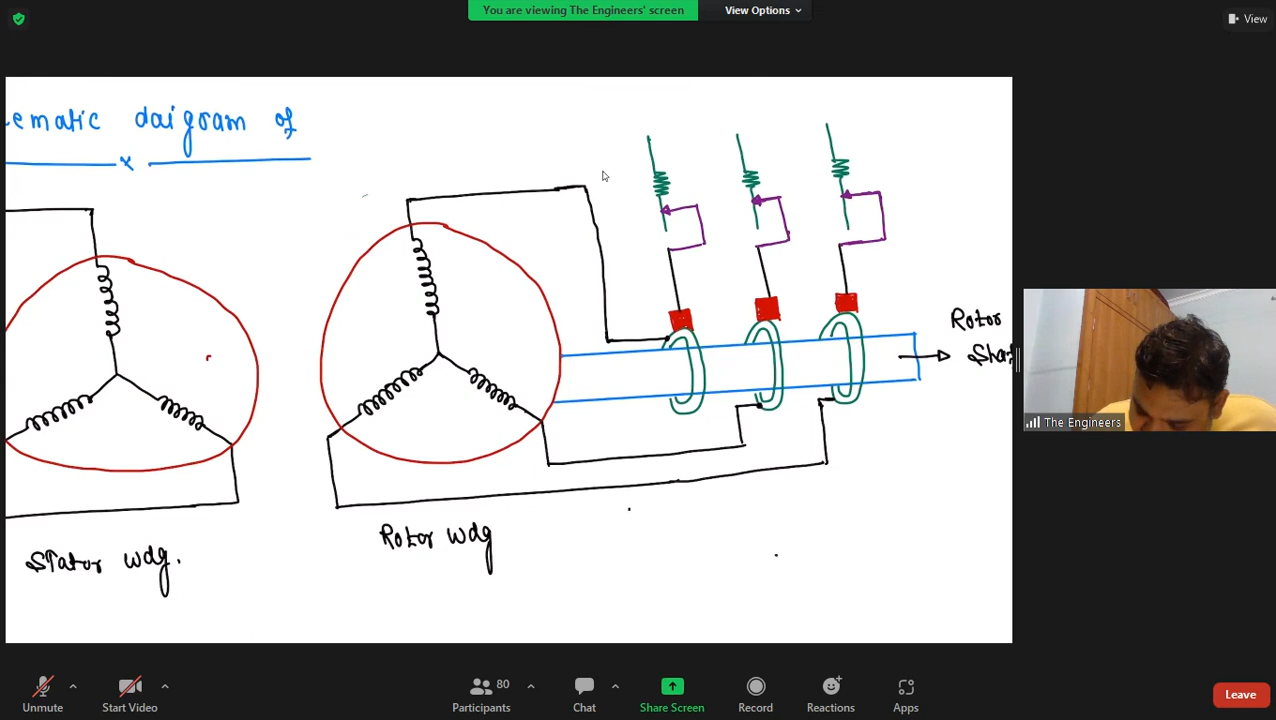 You are viewing The Engineers' screen
View Options
View
ematic daigram of
Rotor
Stator wdg.
Rotor wdg
The Engineers
Unmute
Start Video
80
Participants
Chat
Share Screen
Record
Reactions
Apps
Leave